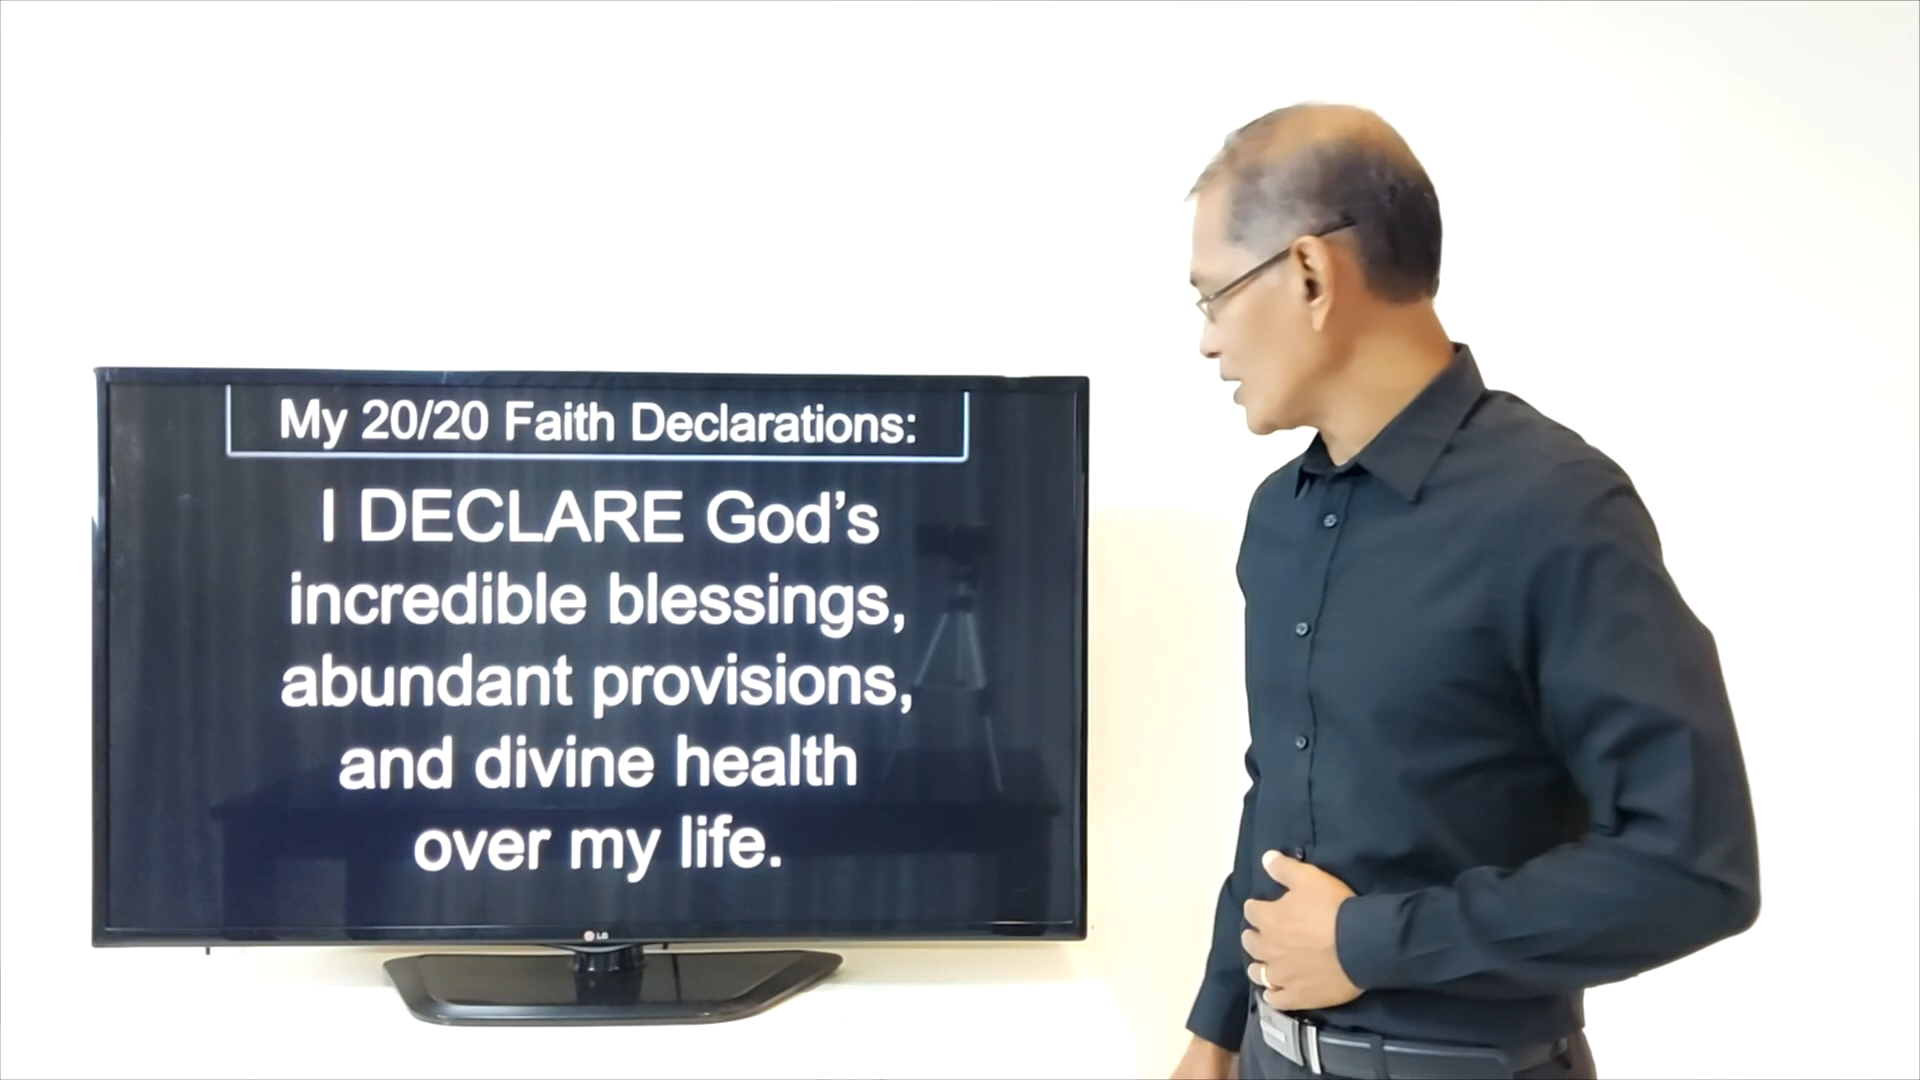 My 20/20 Faith Declarations:
I DECLARE God’s
incredible blessings,
abundant provisions,
and divine health
over my life.
LG